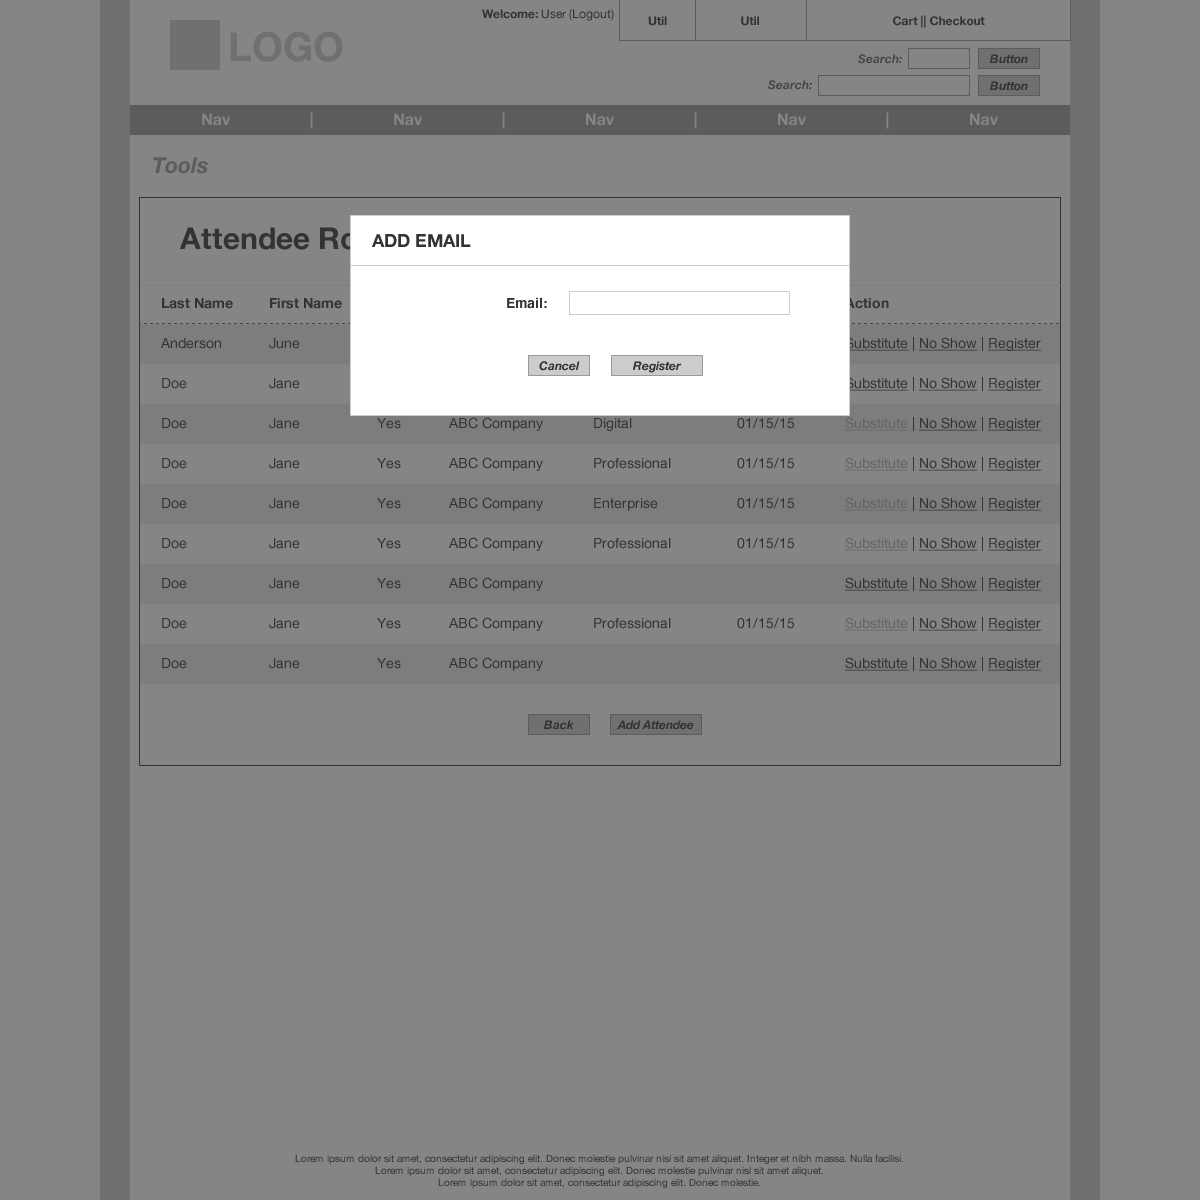 Welcome: User (Logout)
Util
Util
Cart || Checkout
LOGO
Search:
Button
Search:
Button
Nav | Nav | Nav | Nav | Nav
Tools
Attendee
ADD EMAIL
Last Name First Name Action
Email:
Anderson June Substitute | No Show | Register
Cancel Register
Doe Jane Substitute | No Show | Register
Doe Jane Yes ABC Company Digital 01/15/15 Substitute | No Show | Register
Doe Jane Yes ABC Company Professional 01/15/15 Substitute | No Show | Register
Doe Jane Yes ABC Company Enterprise 01/15/15 Substitute | No Show | Register
Doe Jane Yes ABC Company Professional 01/15/15 Substitute | No Show | Register
Doe Jane Yes ABC Company Substitute | No Show | Register
Doe Jane Yes ABC Company Professional 01/15/15 Substitute | No Show | Register
Doe Jane Yes ABC Company Substitute | No Show | Register
Back Add Attendee
Lorem ipsum dolor sit amet, consectetur adipiscing elit. Donec molestie pulvinar nisl sit amet aliquet. Integer et nibh massa. Nulla facilisi.
Lorem ipsum dolor sit amet, consectetur adipiscing elit. Donec molestie pulvinar nisl sit amet aliquet.
Lorem ipsum dolor sit amet, consectetur adipiscing elit. Donec molestie.